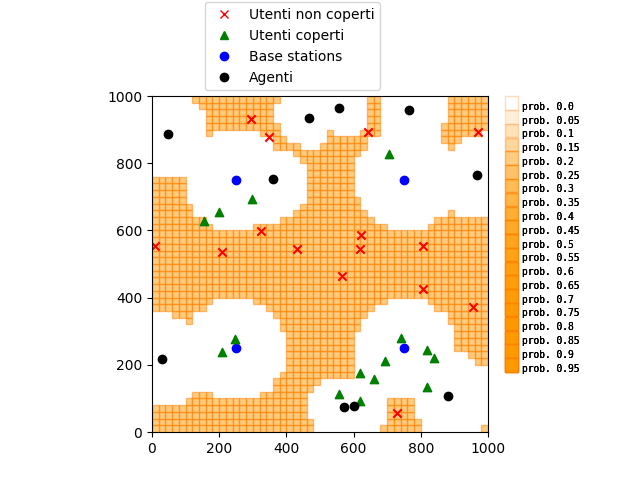 Utenti non coperti
Utenti coperti
Base stations
Agenti
1000
800
600
400
200
0
0
200
400
600
800
1000
prob. 0.0
prob. 0.05
prob. 0.1
prob. 0.15
prob. 0.2
prob. 0.25
prob. 0.3
prob. 0.35
prob. 0.4
prob. 0.45
prob. 0.5
prob. 0.55
prob. 0.6
prob. 0.65
prob. 0.7
prob. 0.75
prob. 0.8
prob. 0.85
prob. 0.9
prob. 0.95